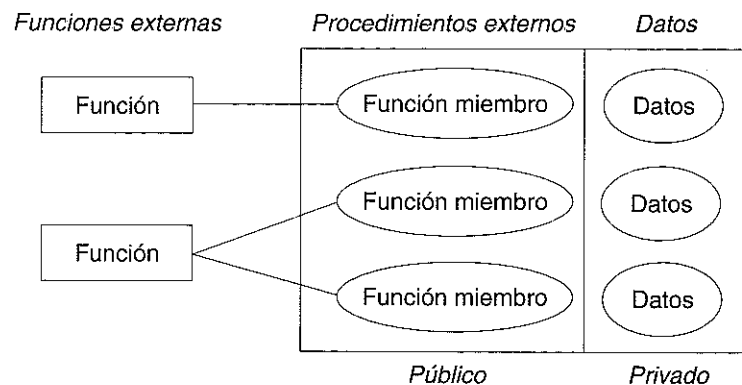 Funciones externas Procedimientos externos Datos
Función Función miembro Datos
Función miembro Datos
Función
Función miembro Datos
Público Privado